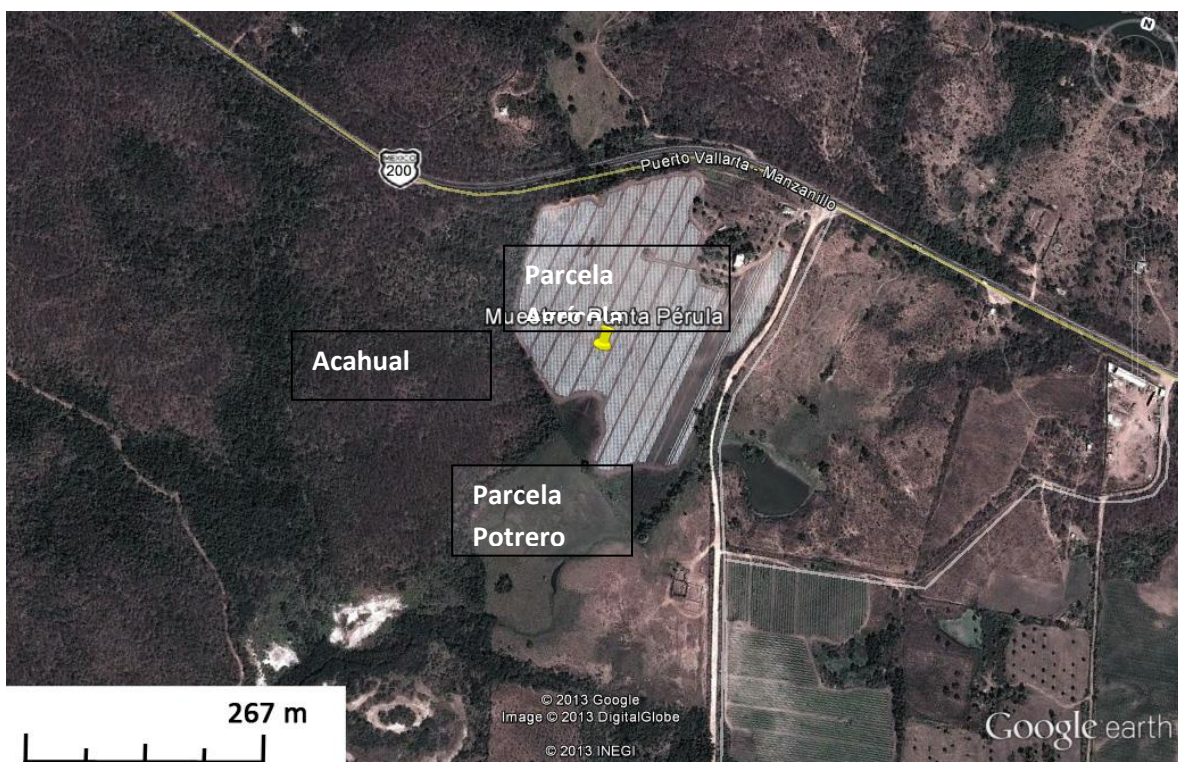 N
MEXICO
200
Puerto Vallarta - Manzanillo
Parcela
Muestreo Punta Pérula
Acahual
Parcela
Potrero
267 m
© 2013 Google
Image © 2013 DigitalGlobe
© 2013 INEGI
Google earth